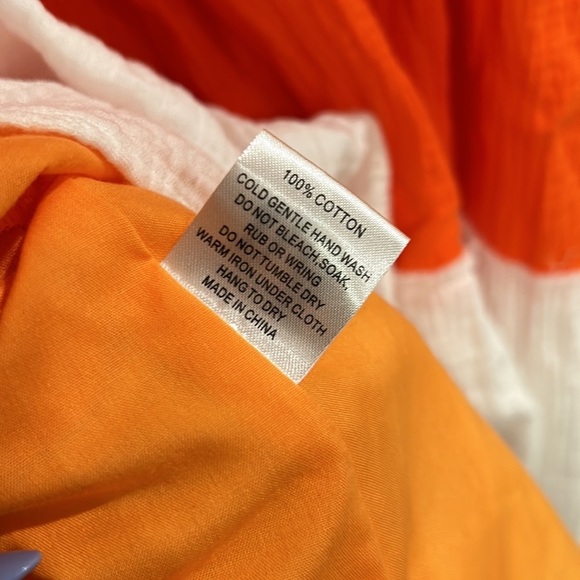 100% COTTON
COLD GENTLE HAND WASH
DO NOT BLEACH,SOAK,
RUB OR WRING
DO NOT TUMBLE DRY
WARM IRON UNDER CLOTH
HANG TO DRY
MADE IN CHINA